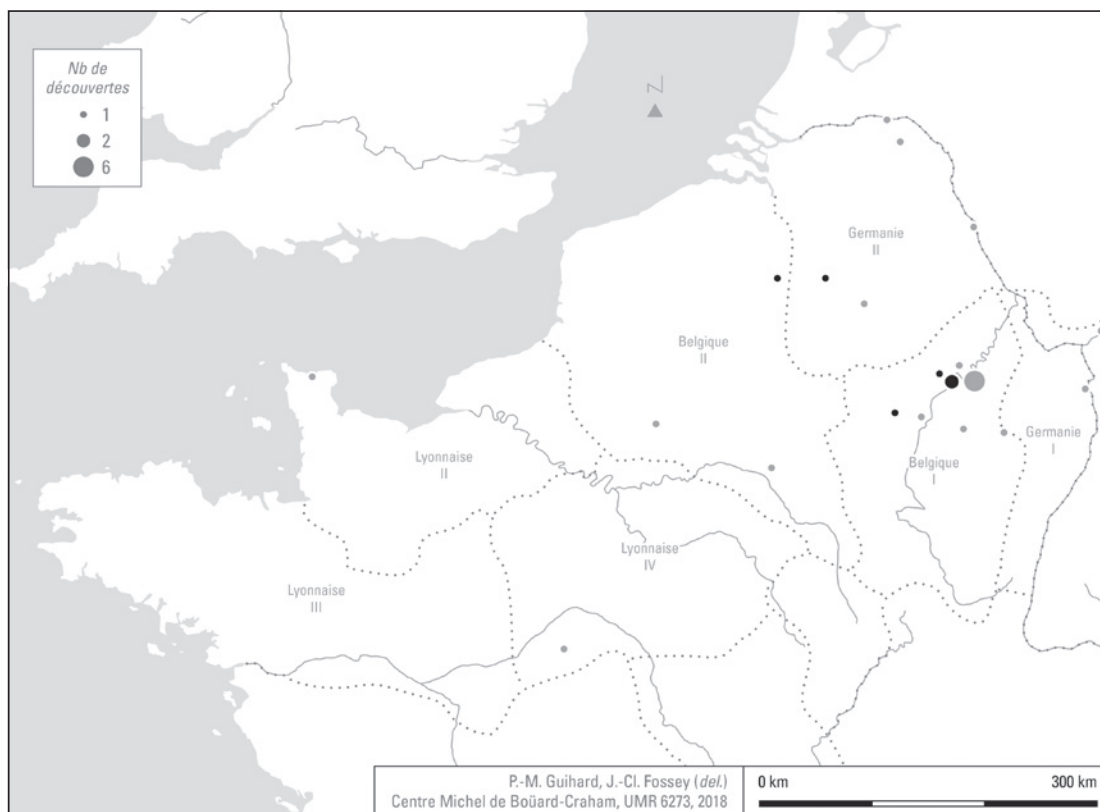 Nb de
découvertes
1
2
6
N
Germanie
II
Belgique
II
Lyonnaise
II
Belgique
I
Germanie
I
Lyonnaise
IV
Lyonnaise
III
P.-M. Guihard, J.-Cl. Fossey (del.)
Centre Michel de Boüard-Craham, UMR 6273, 2018
0 km 300 km